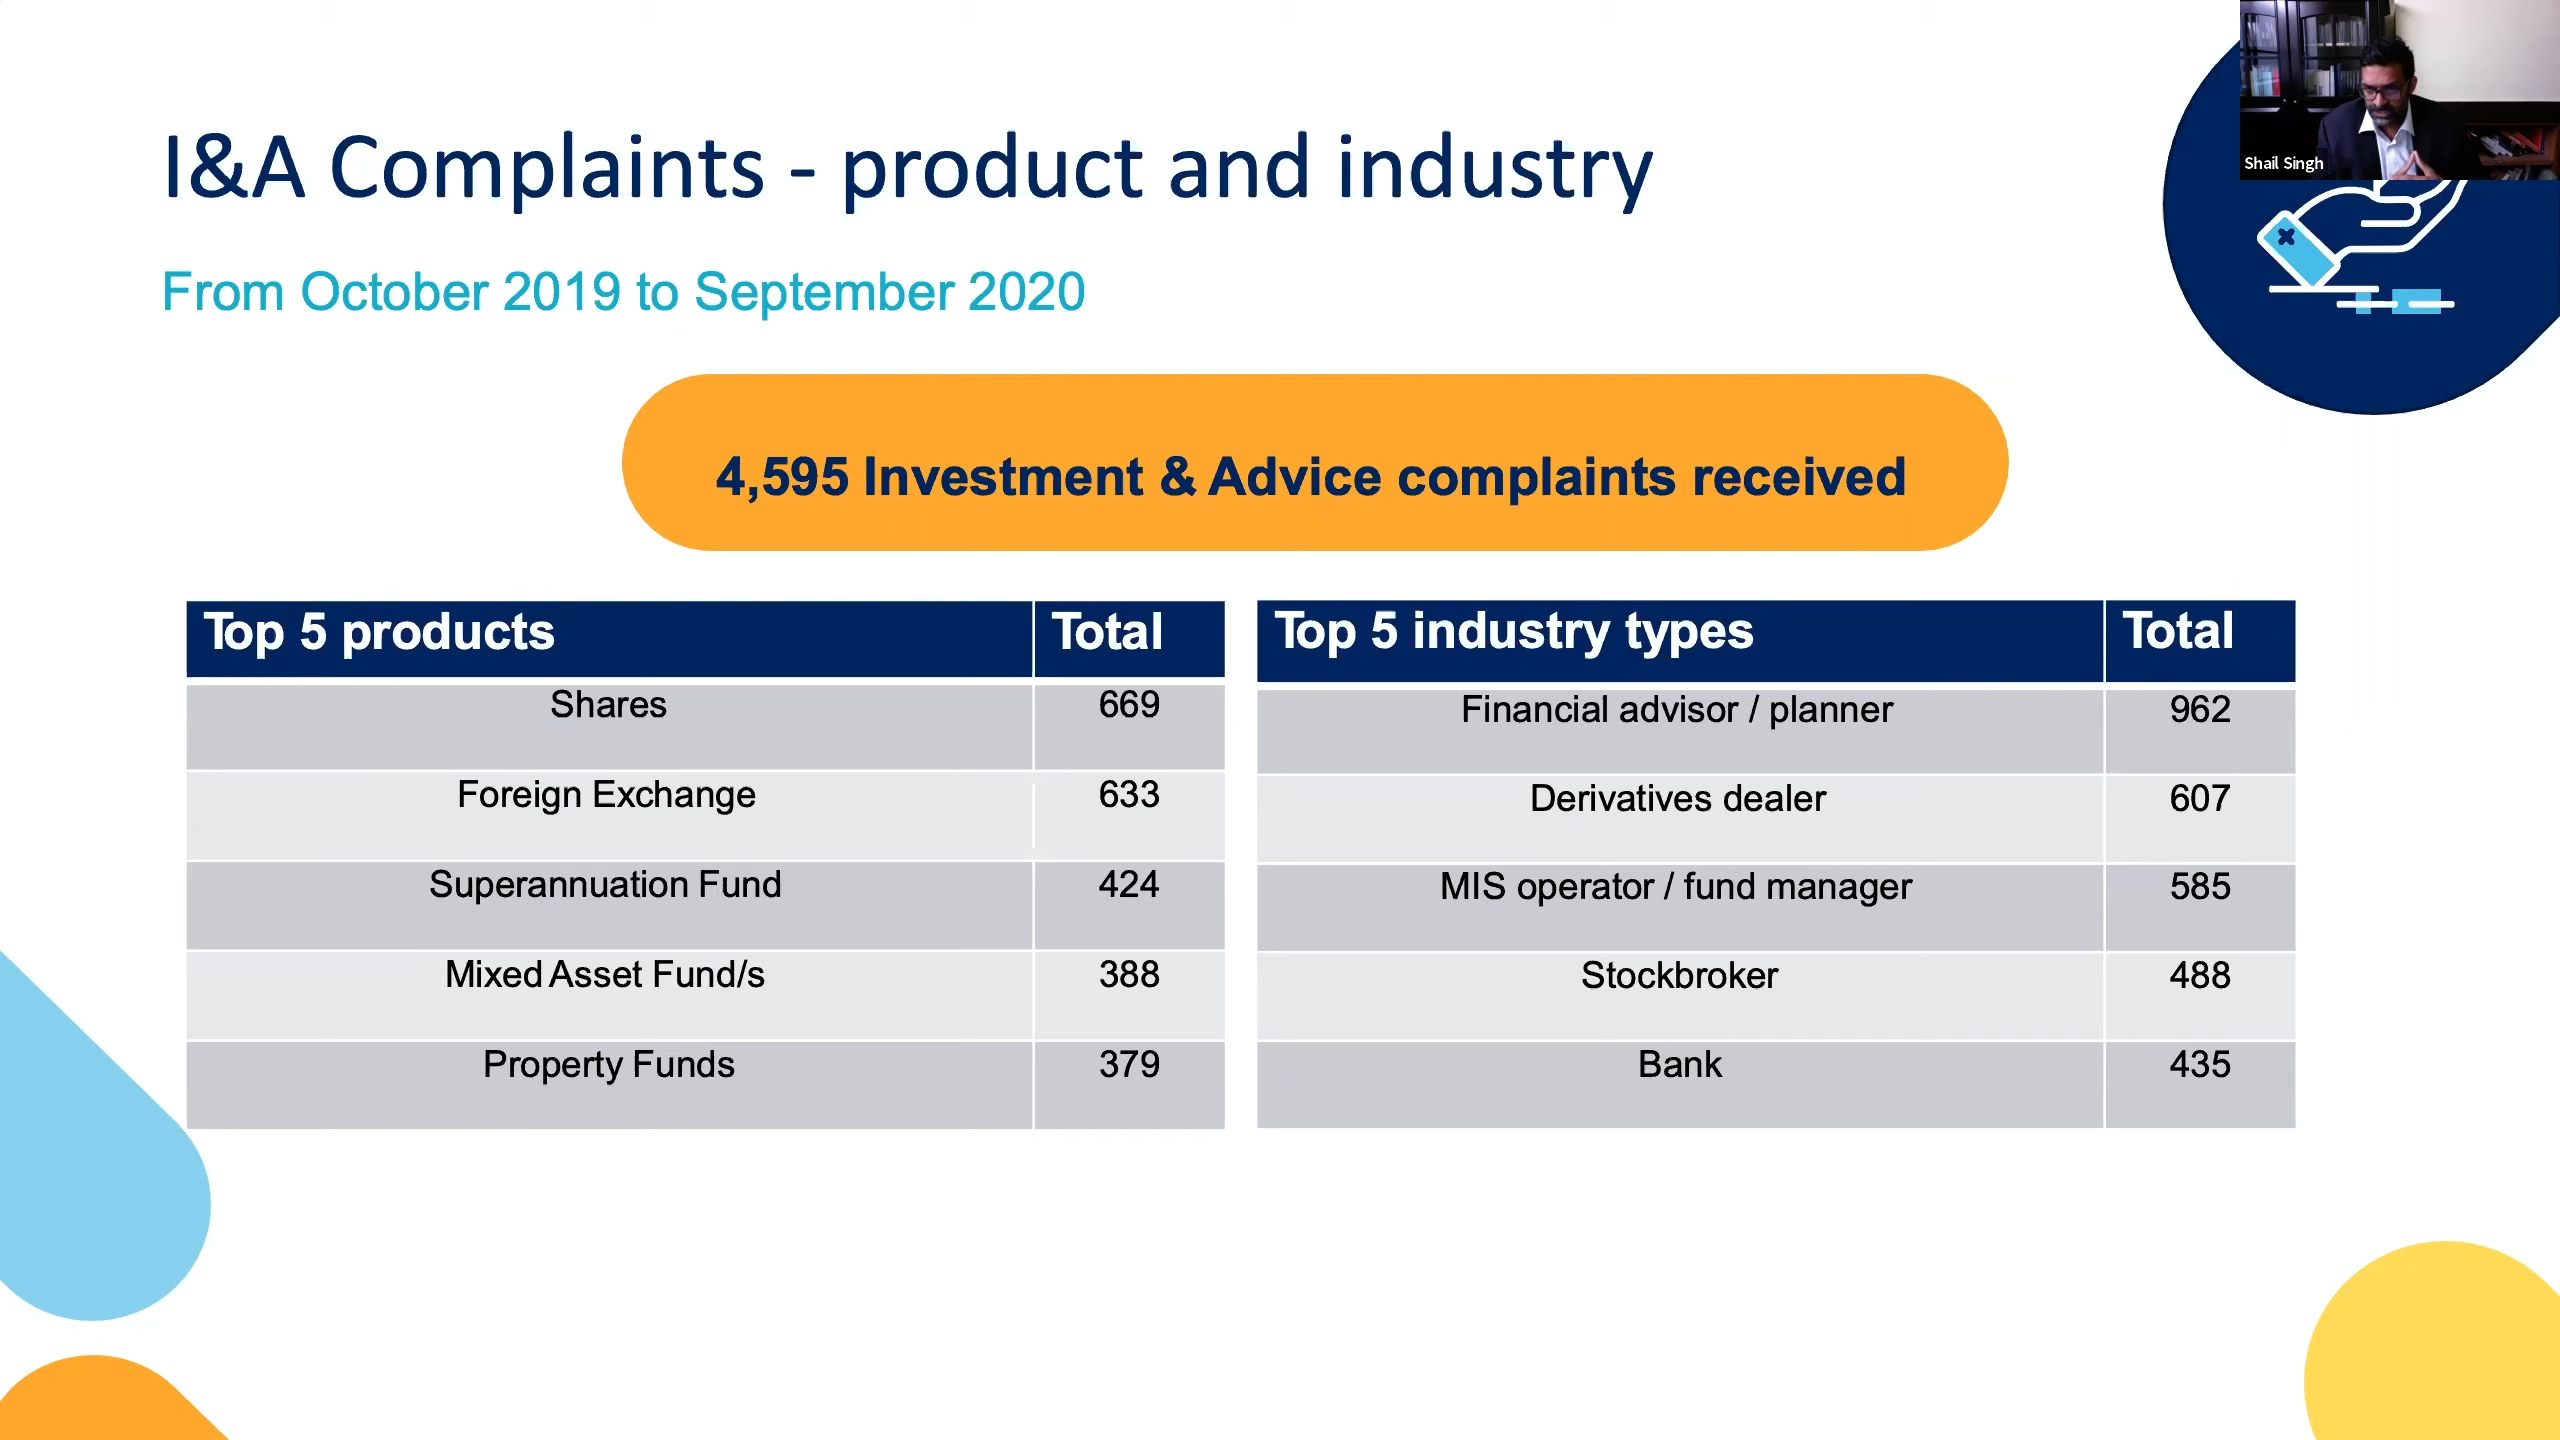 Shail Singh
I&A Complaints - product and industry
From October 2019 to September 2020
4,595 Investment & Advice complaints received
Top 5 products Total
Shares 669
Foreign Exchange 633
Superannuation Fund 424
Mixed Asset Fund/s 388
Property Funds 379
Top 5 industry types Total
Financial advisor / planner 962
Derivatives dealer 607
MIS operator / fund manager 585
Stockbroker 488
Bank 435